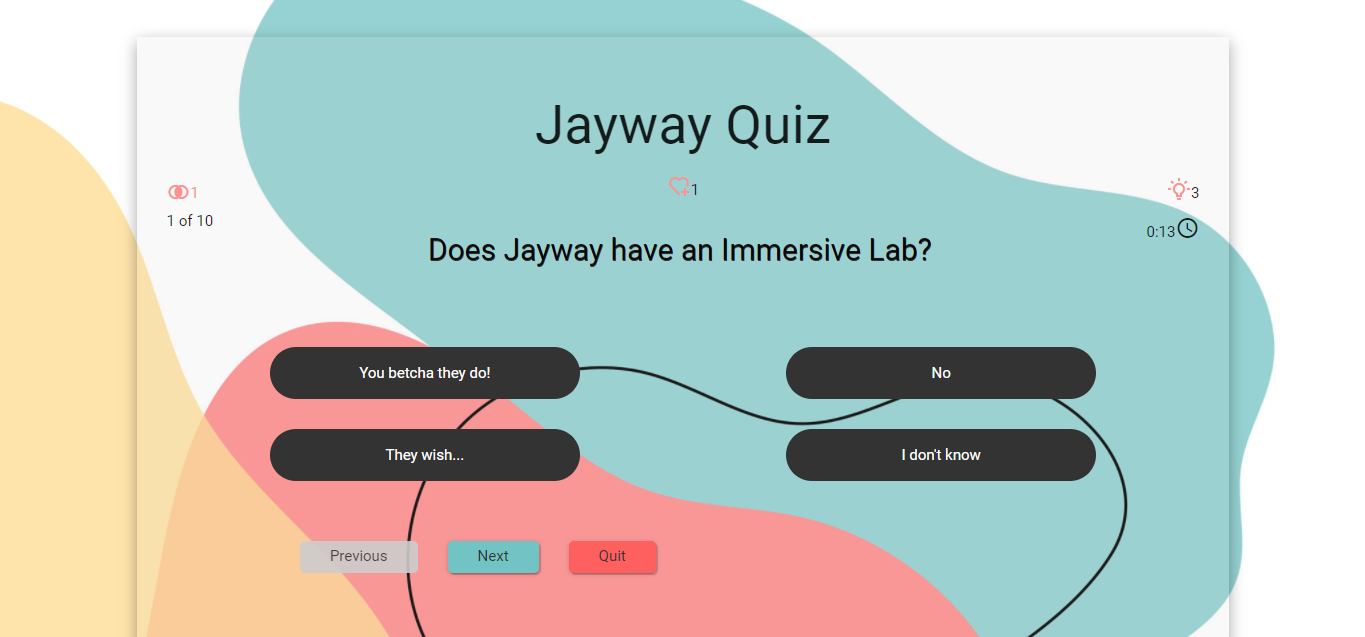 Jayway Quiz
1
1
3
1 of 10
0:13
Does Jayway have an Immersive Lab?
You betcha they do!
No
They wish...
I don't know
Previous
Next
Quit